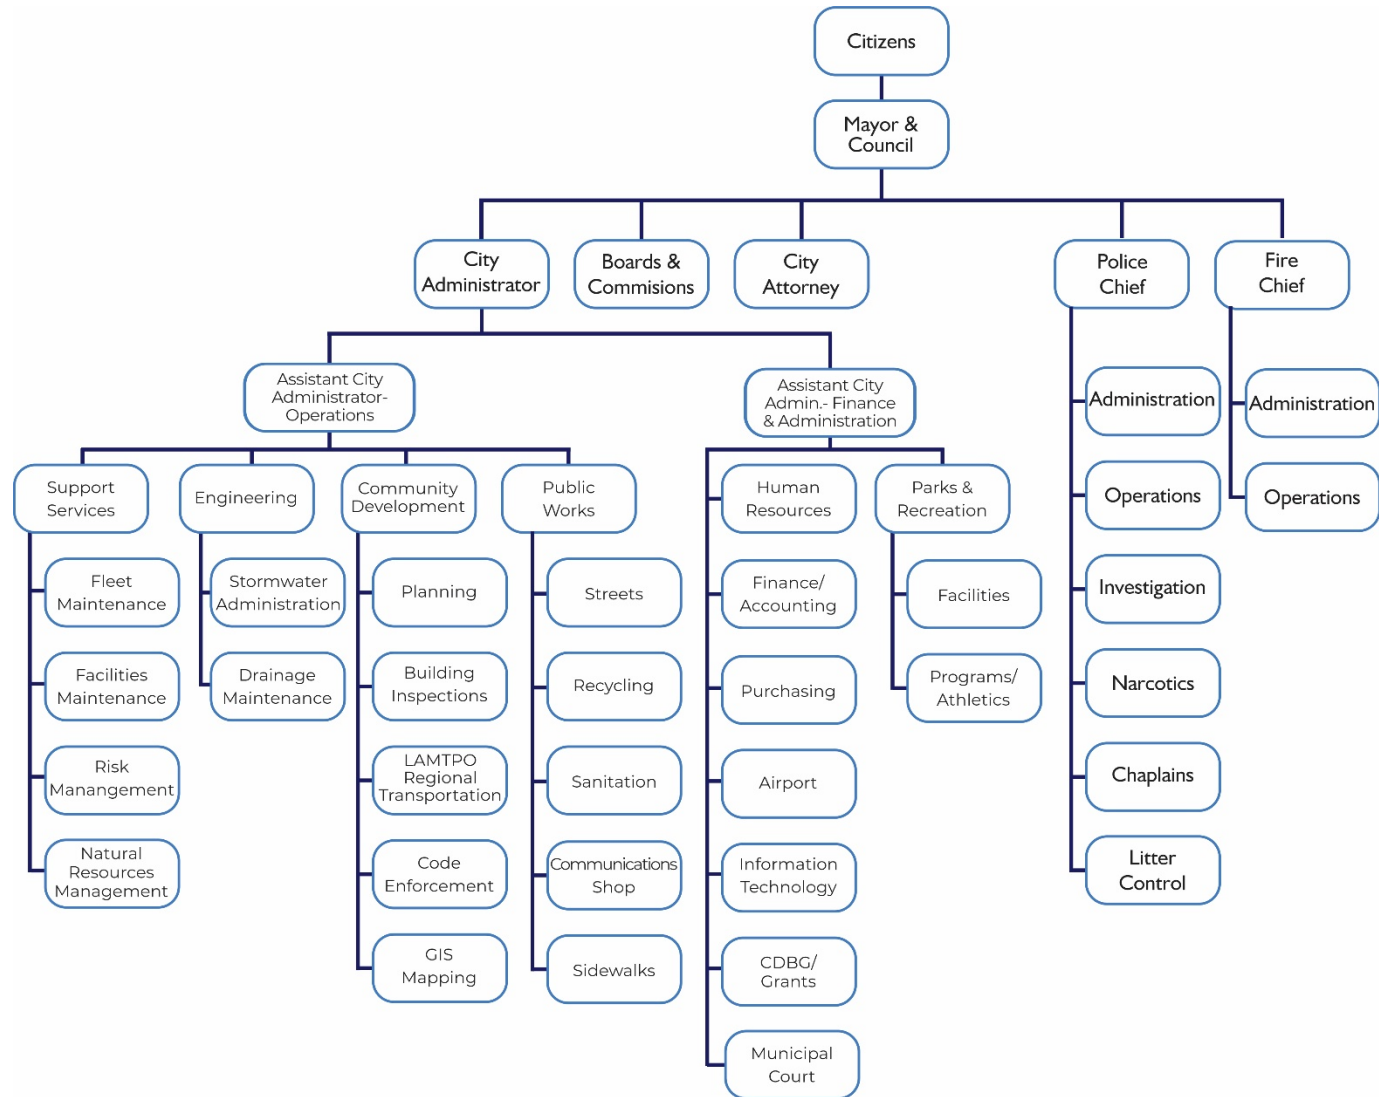 Citizens
Mayor &
Council
City
Administrator
Boards &
Commisions
City
Attorney
Police
Chief
Fire
Chief
Assistant City
Administrator-
Operations
Assistant City
Admin.- Finance
& Administration
Support
Services
Fleet
Maintenance
Facilities
Maintenance
Risk
Manangement
Natural
Resources
Management
Engineering
Stormwater
Administration
Drainage
Maintenance
Community
Development
Planning
Building
Inspections
LAMTPO
Regional
Transportation
Code
Enforcement
GIS
Mapping
Public
Works
Streets
Recycling
Sanitation
Communications
Shop
Sidewalks
Human
Resources
Finance/
Accounting
Purchasing
Airport
Information
Technology
CDBG/
Grants
Municipal
Court
Parks &
Recreation
Facilities
Programs/
Athletics
Administration
Operations
Investigation
Narcotics
Chaplains
Litter
Control
Administration
Operations